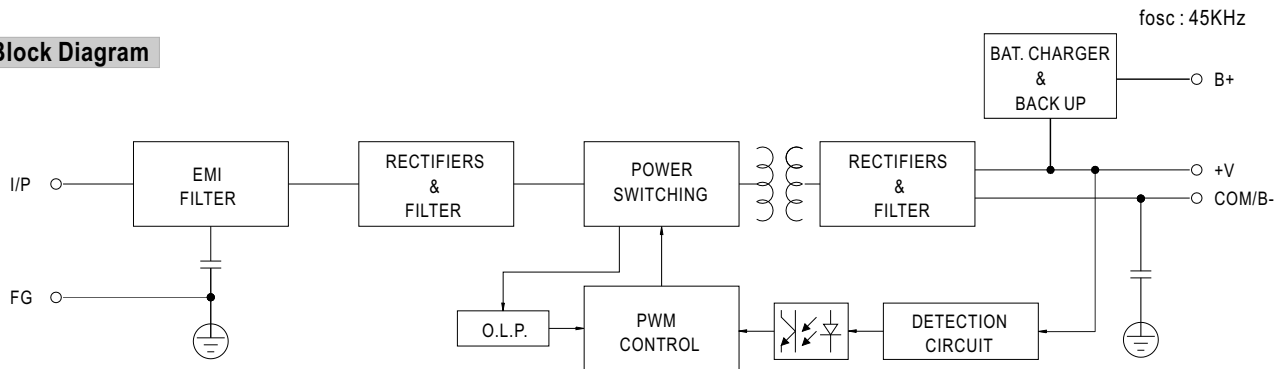 fosc : 45KHz
Block Diagram
BAT. CHARGER
&
BACK UP
B+
I/P
EMI
FILTER
RECTIFIERS
&
FILTER
POWER
SWITCHING
RECTIFIERS
&
FILTER
+V
COM/B-
FG
O.L.P.
PWM
CONTROL
DETECTION
CIRCUIT